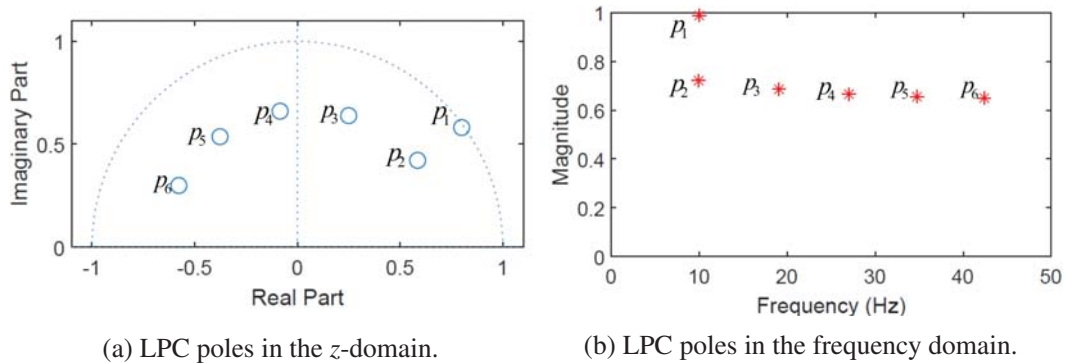 1
0.5
0
Imaginary Part
-1
-0.5
0
0.5
1
Real Part
p1
p2
p3
p4
p5
p6
(a) LPC poles in the z-domain.
1
0.8
0.6
0.4
0.2
0
Magnitude
0
10
20
30
40
50
Frequency (Hz)
p1
p2
p3
p4
p5
p6
(b) LPC poles in the frequency domain.